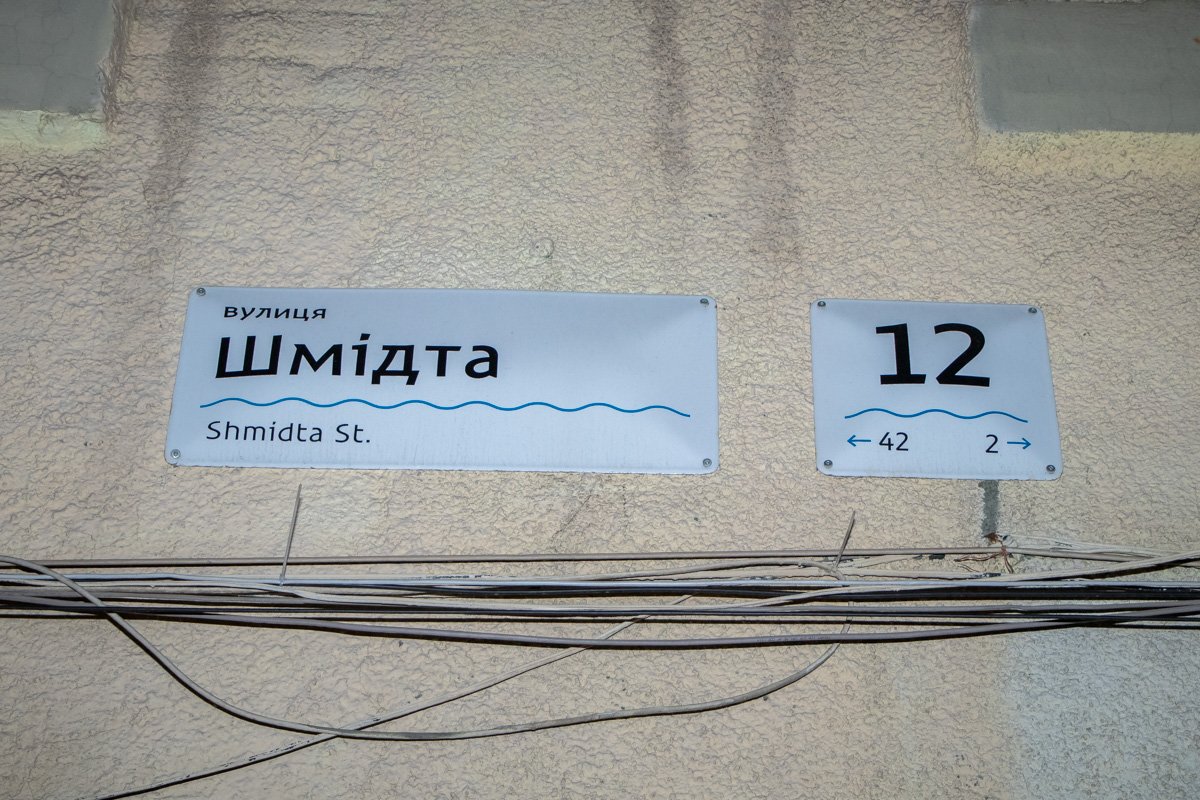 вулиця
Шмідта
Shmidta St.
12
← 42 2 →